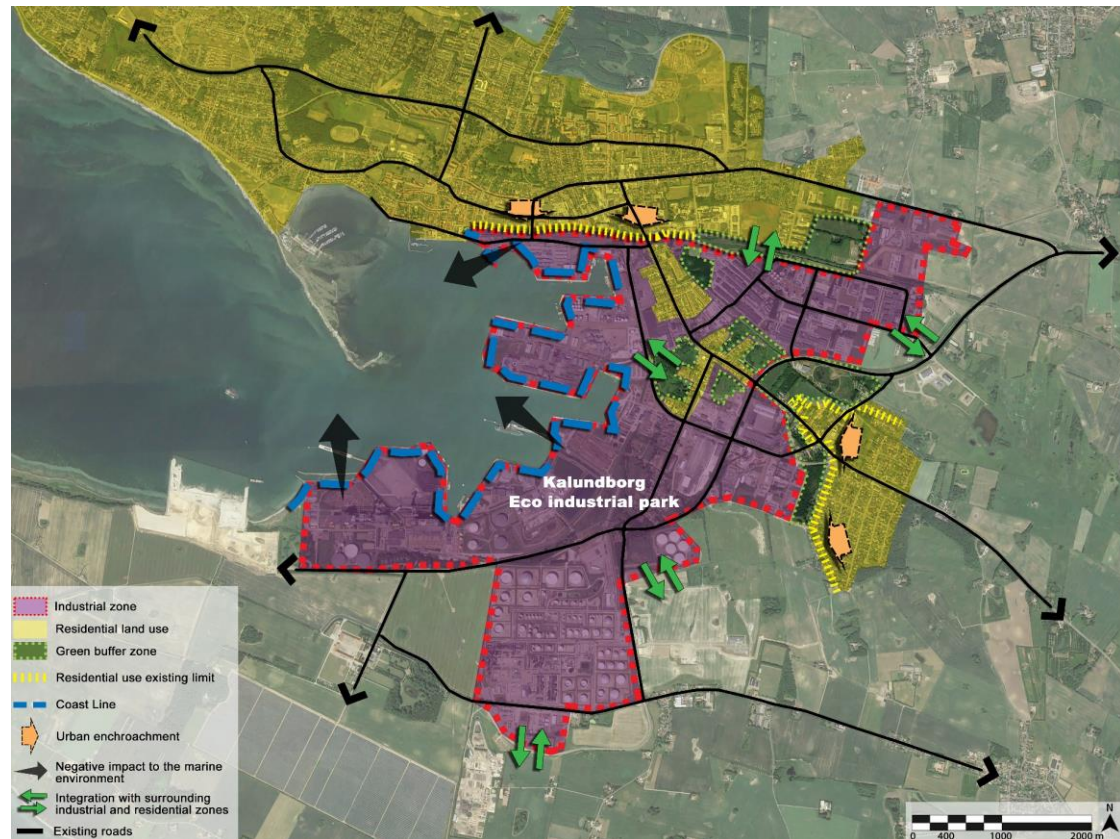 Kalundborg
Eco industrial park
Industrial zone
Residential land use
Green buffer zone
Residential use existing limit
Coast Line
Urban enchroachment
Negative impact to the marine
environment
Integration with surrounding
industrial and residential zones
Existing roads
N
0 400 1000 2000 m